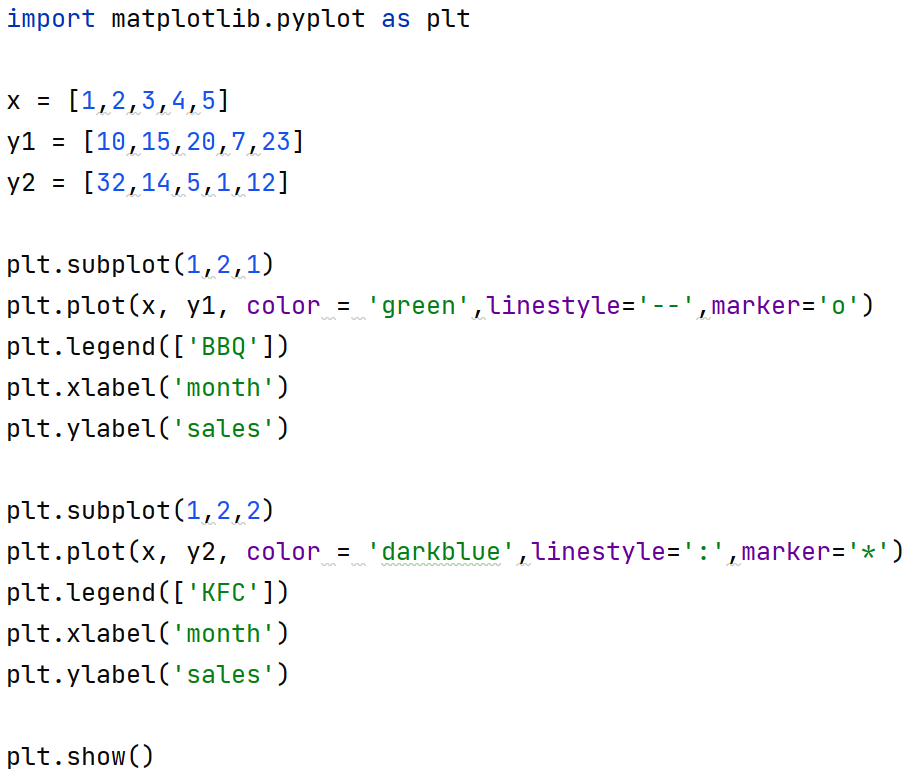 import matplotlib.pyplot as plt
x = [1,2,3,4,5]
y1 = [10,15,20,7,23]
y2 = [32,14,5,1,12]
plt.subplot(1,2,1)
plt.plot(x, y1, color = 'green',linestyle='--',marker='o')
plt.legend(['BBQ'])
plt.xlabel('month')
plt.ylabel('sales')
plt.subplot(1,2,2)
plt.plot(x, y2, color = 'darkblue',linestyle=':',marker='*')
plt.legend(['KFC'])
plt.xlabel('month')
plt.ylabel('sales')
plt.show()